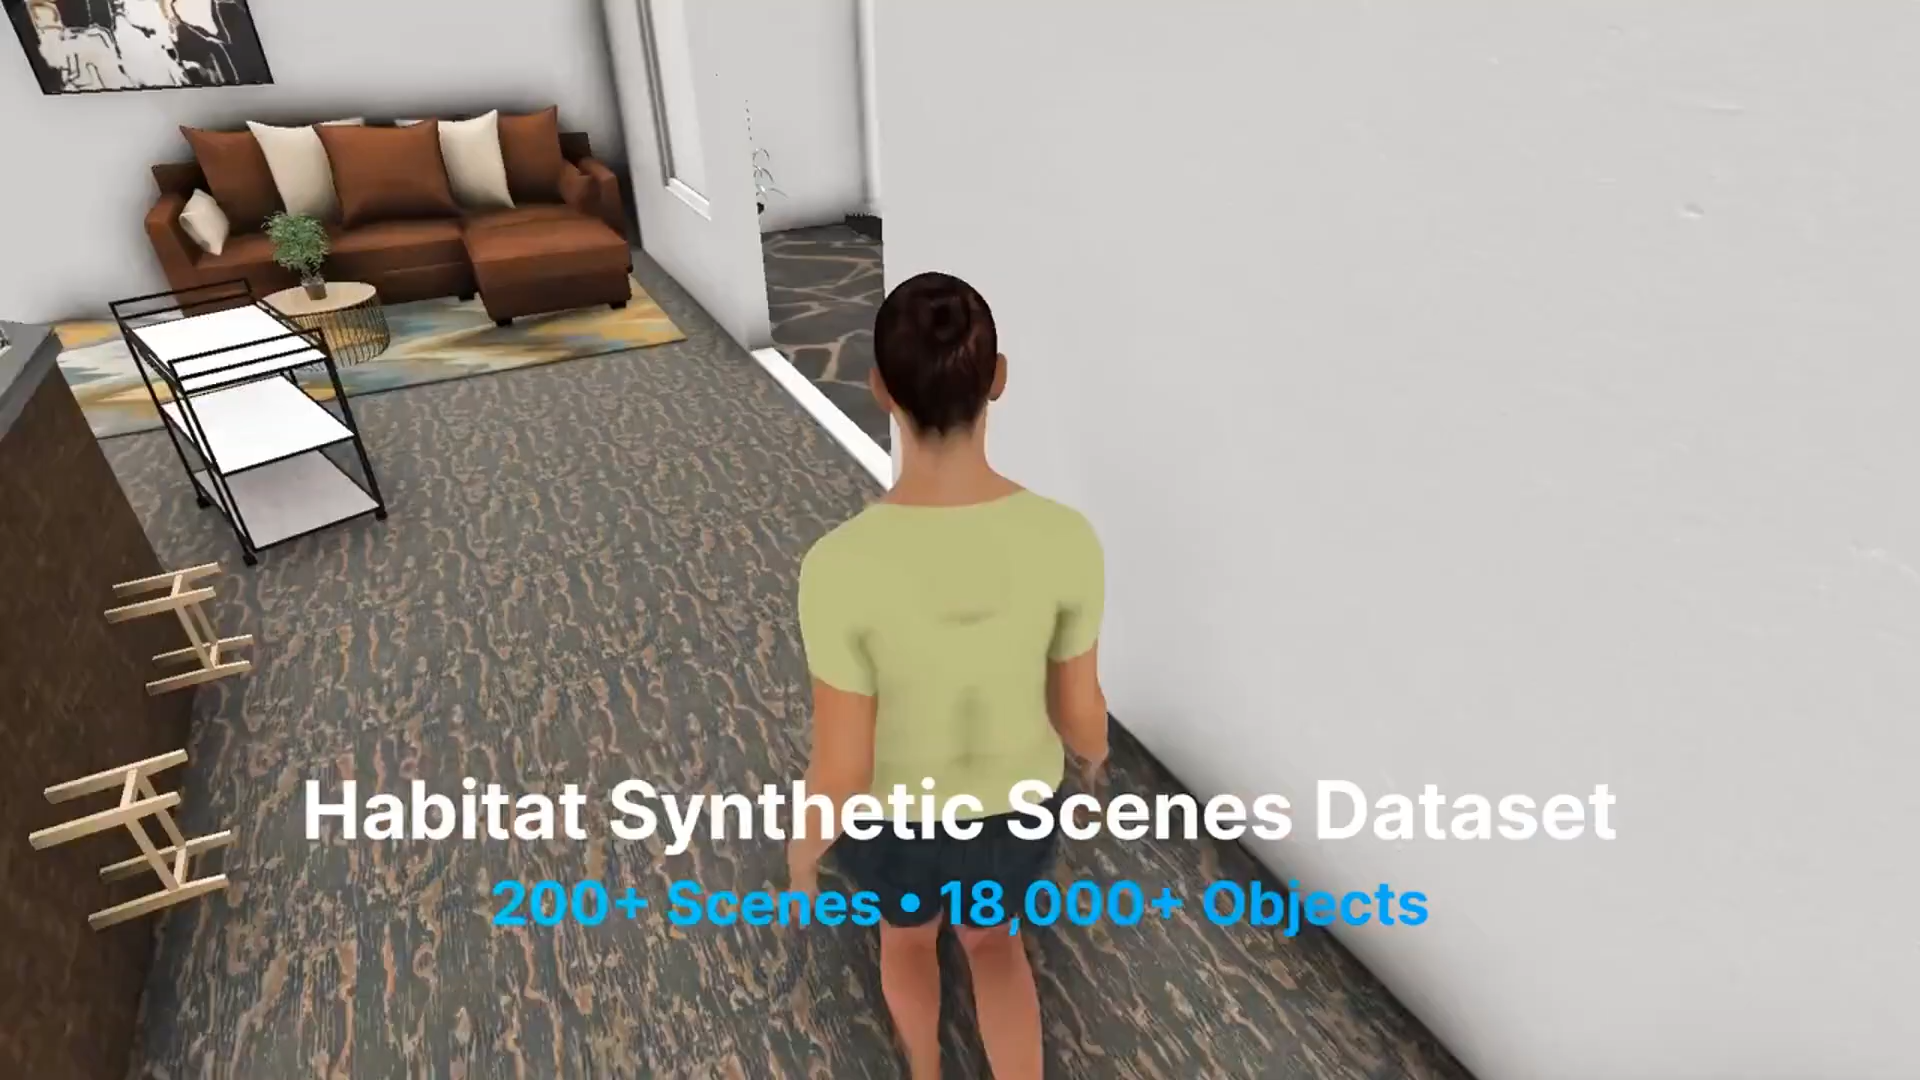 Habitat Synthetic Scenes Dataset
200+ Scenes • 18,000+ Objects